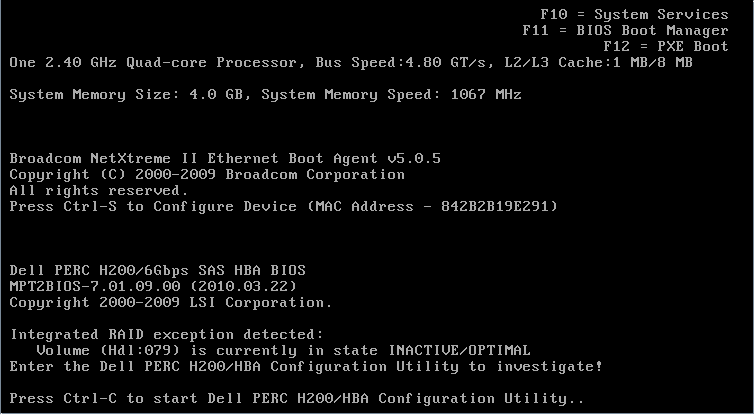 F10 = System Services
F11 = BIOS Boot Manager
F12 = PXE Boot
One 2.40 GHz Quad-core Processor, Bus Speed:4.80 GT/s, L2/L3 Cache:1 MB/8 MB
System Memory Size: 4.0 GB, System Memory Speed: 1067 MHz
Broadcom NetXtreme II Ethernet Boot Agent v5.0.5
Copyright (C) 2000-2009 Broadcom Corporation
All rights reserved.
Press Ctrl-S to Configure Device (MAC Address - 842B2B19E291)
Dell PERC H200/6Gbps SAS HBA BIOS
MPT2BIOS-7.01.09.00 (2010.03.22)
Copyright 2000-2009 LSI Corporation.
Integrated RAID exception detected:
Volume (Hdl:079) is currently in state INACTIVE/OPTIMAL
Enter the Dell PERC H200/HBA Configuration Utility to investigate!
Press Ctrl-C to start Dell PERC H200/HBA Configuration Utility..